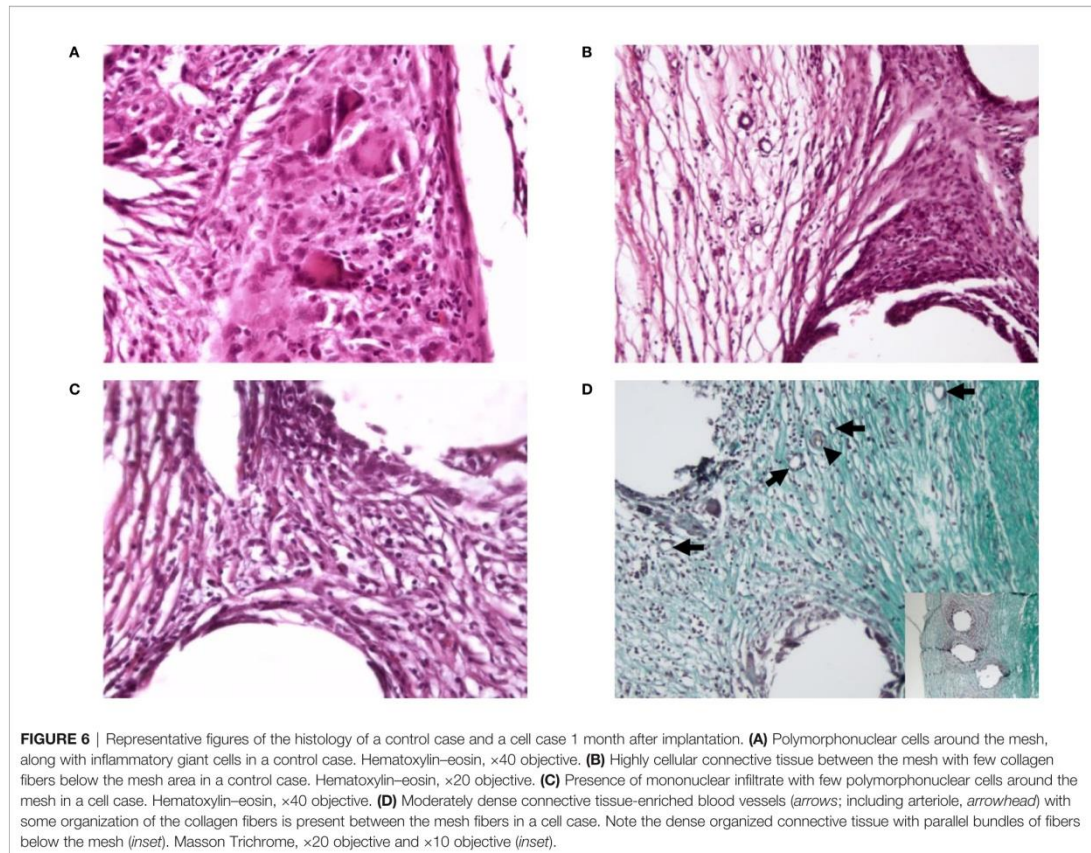 A
B
C
D
FIGURE 6 | Representative figures of the histology of a control case and a cell case 1 month after implantation. (A) Polymorphonuclear cells around the mesh,
along with inflammatory giant cells in a control case. Hematoxylin–eosin, ×40 objective. (B) Highly cellular connective tissue between the mesh with few collagen
fibers below the mesh area in a control case. Hematoxylin–eosin, ×20 objective. (C) Presence of mononuclear infiltrate with few polymorphonuclear cells around the
mesh in a cell case. Hematoxylin–eosin, ×40 objective. (D) Moderately dense connective tissue-enriched blood vessels (arrows; including arteriole, arrowhead) with
some organization of the collagen fibers is present between the mesh fibers in a cell case. Note the dense organized connective tissue with parallel bundles of fibers
below the mesh (inset). Masson Trichrome, ×20 objective and ×10 objective (inset).